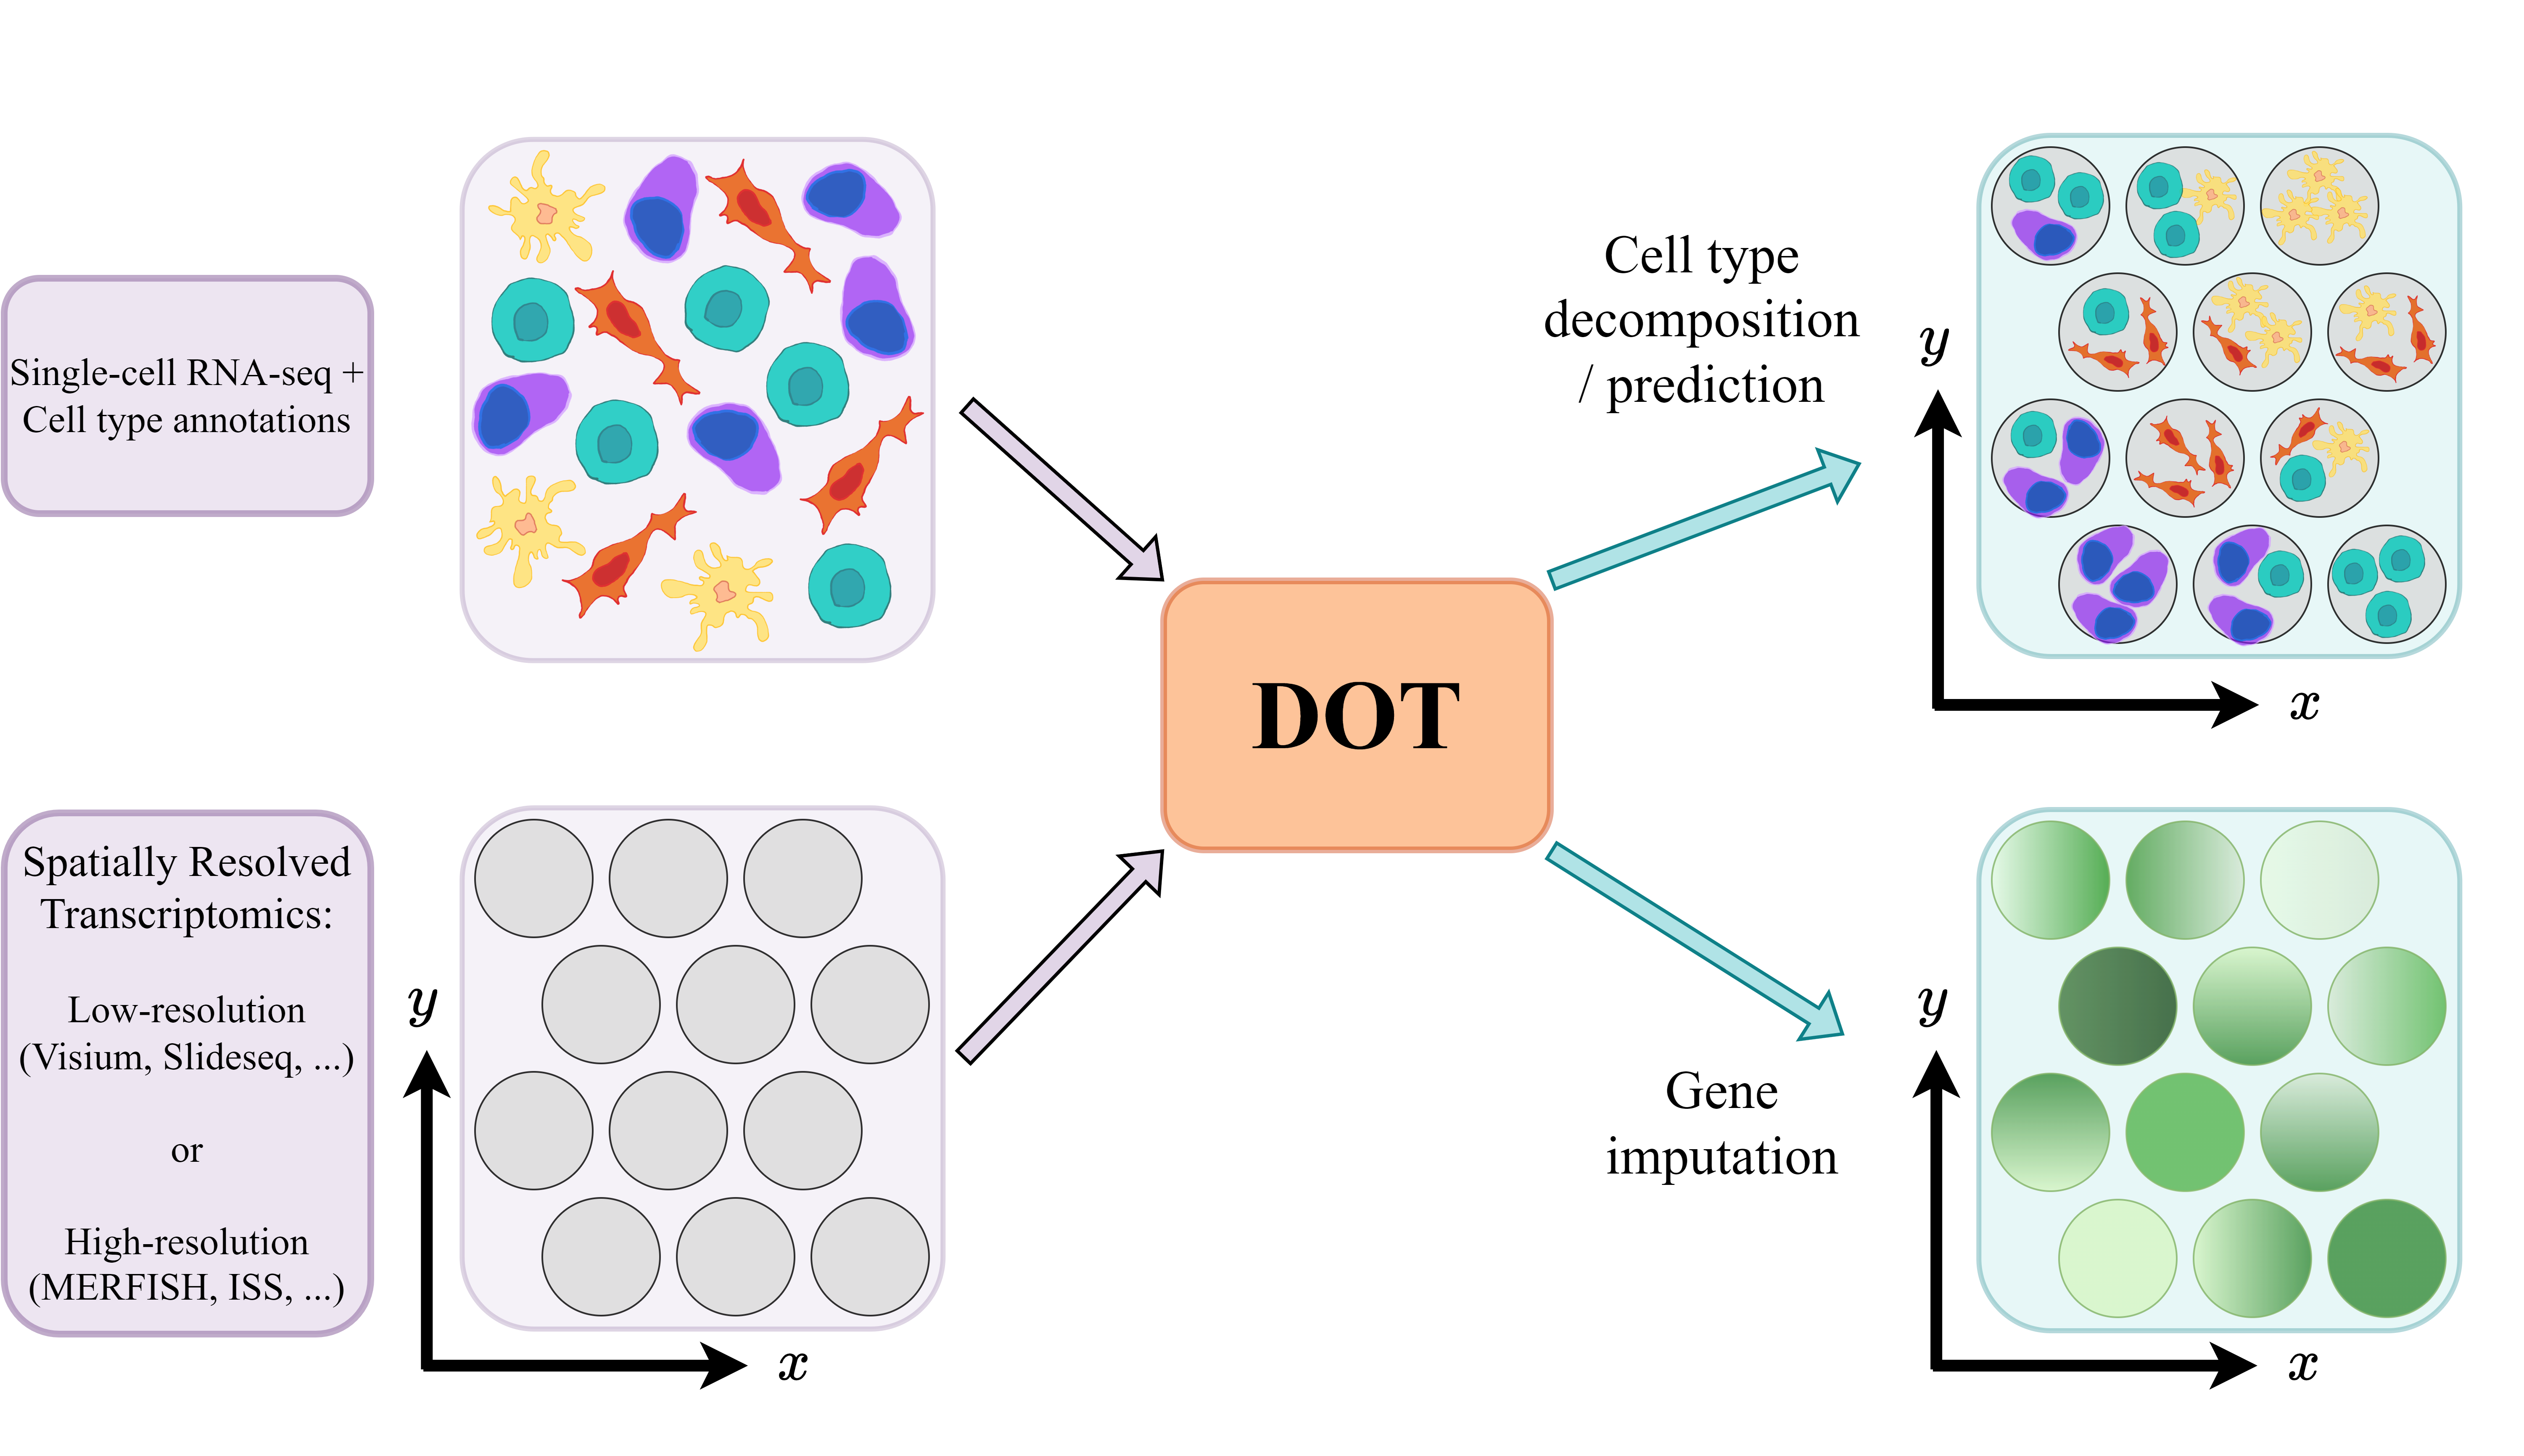 Single-cell RNA-seq +
Cell type annotations
Spatially Resolved
Transcriptomics:
Low-resolution
(Visium, Slideseq, ...)
or
High-resolution
(MERFISH, ISS, ...)
y
x
DOT
Cell type
decomposition
/ prediction
y
x
Gene
imputation
y
x